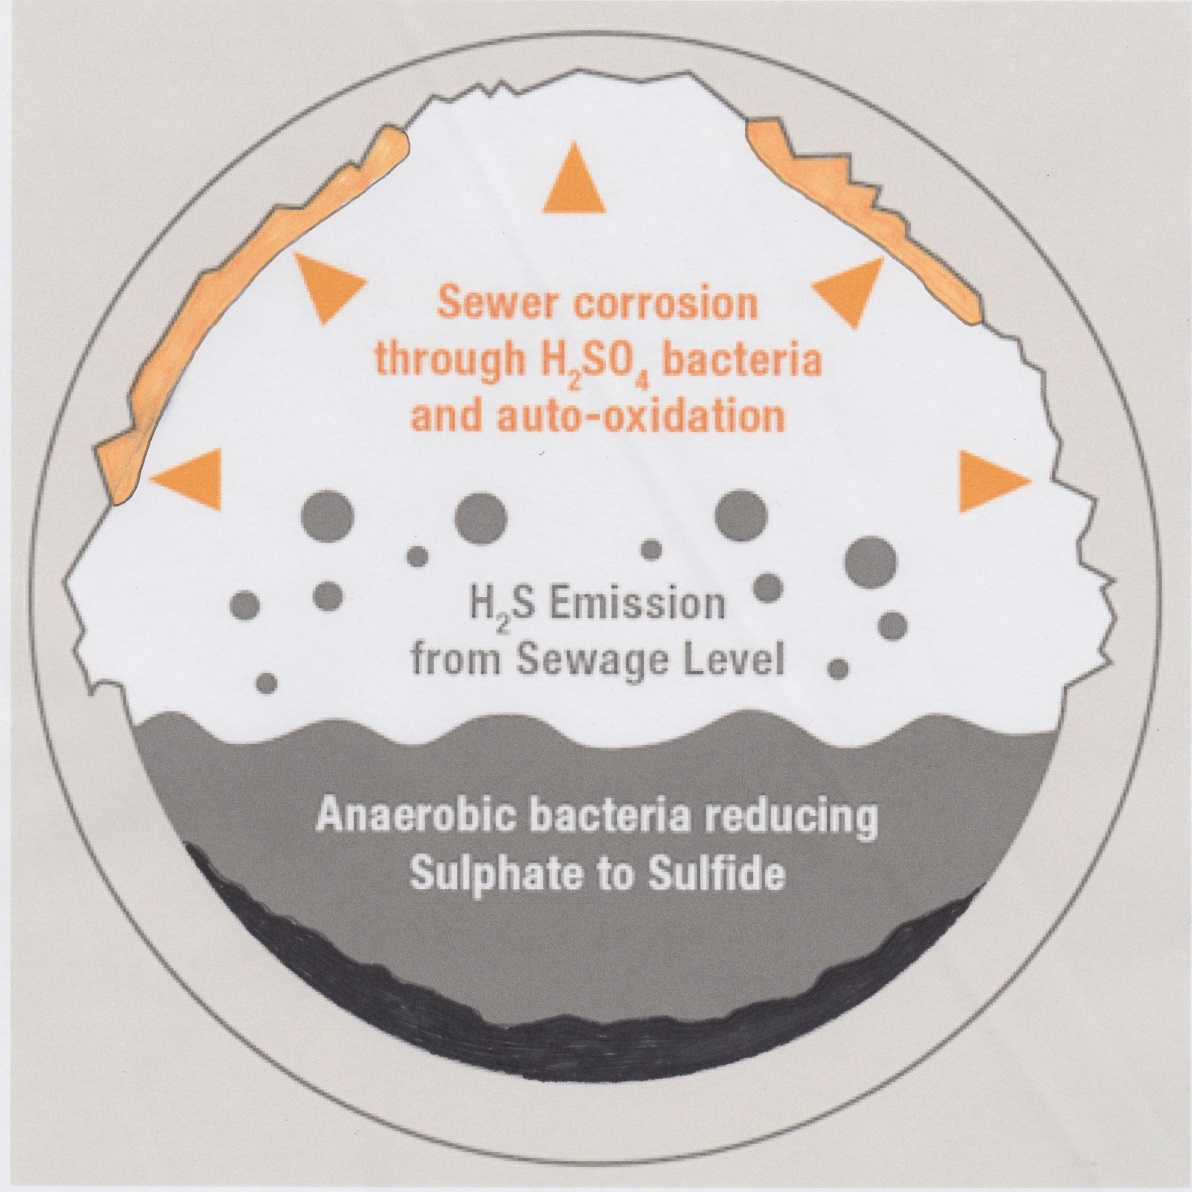 Sewer corrosion
through H₂SO₄ bacteria
and auto-oxidation
H₂S Emission
from Sewage Level
Anaerobic bacteria reducing
Sulphate to Sulfide